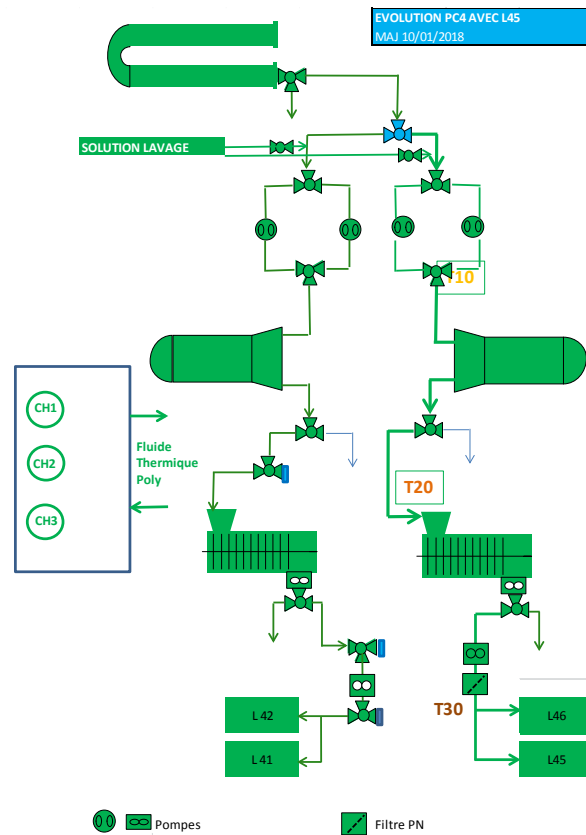 EVOLUTION PC4 AVEC L45
MAJ 10/01/2018
SOLUTION LAVAGE
T10
CH1
CH2
CH3
Fluide
Thermique
Poly
T20
T30
L 42
L 41
L46
L45
Pompes
Filtre PN